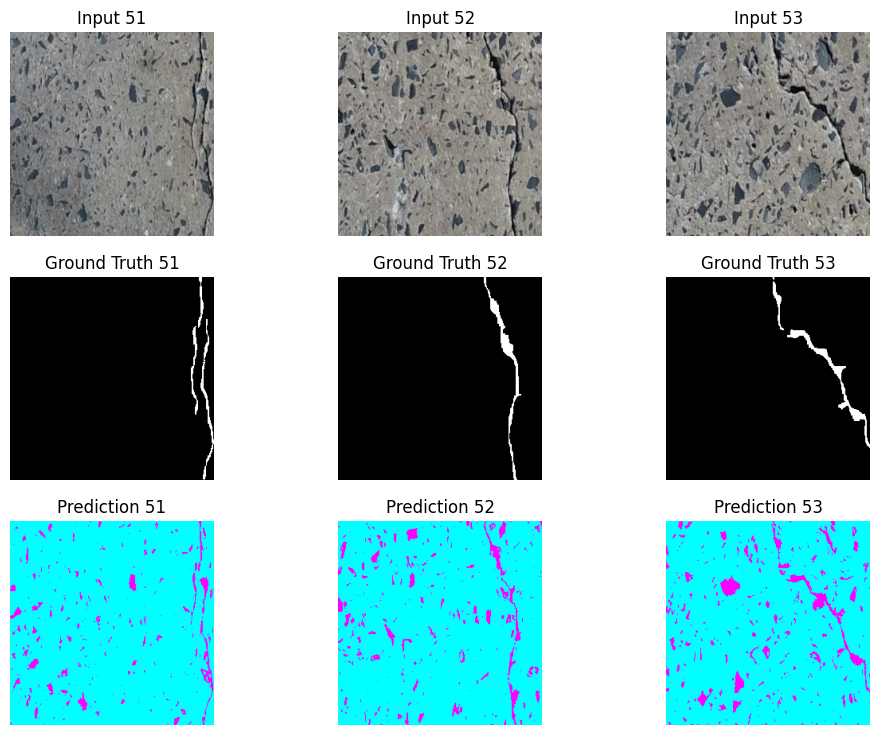 Input 51
Input 52
Input 53
Ground Truth 51
Ground Truth 52
Ground Truth 53
Prediction 51
Prediction 52
Prediction 53